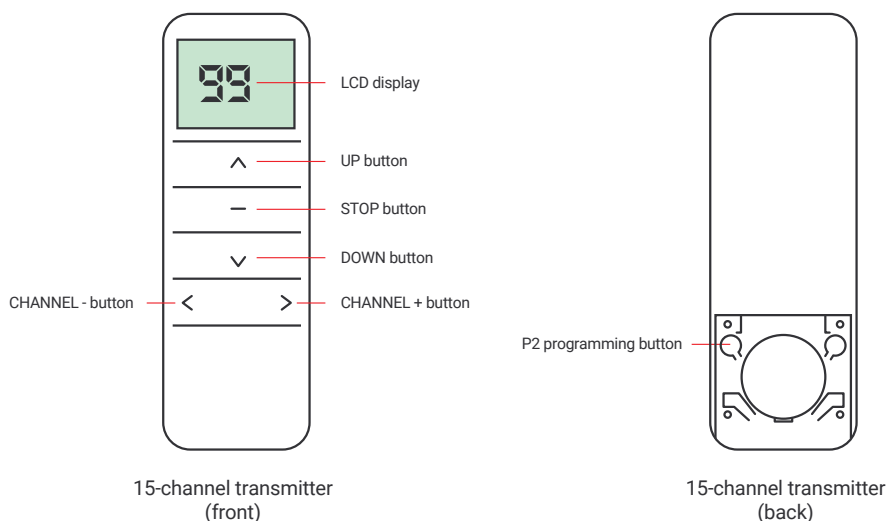 99
LCD display
UP button
STOP button
DOWN button
CHANNEL - button
CHANNEL + button
15-channel transmitter
(front)
P2 programming button
15-channel transmitter
(back)